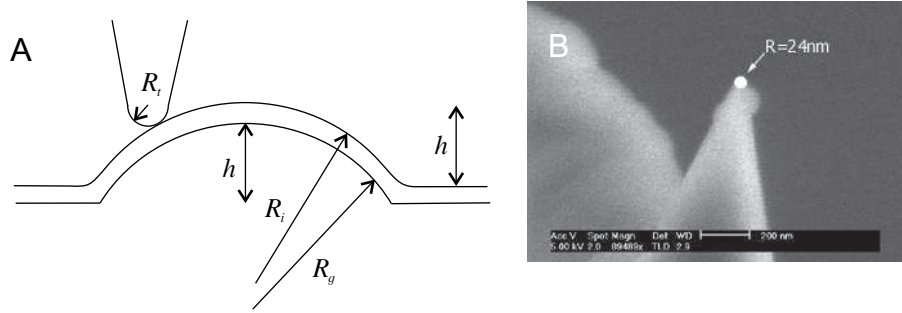 A
R_t
h
h
R_i
R_g
B
R=24nm
Acc V Spot Magn Det WD 200 nm
5.00 kV 2.0 89489x TLD 2.9